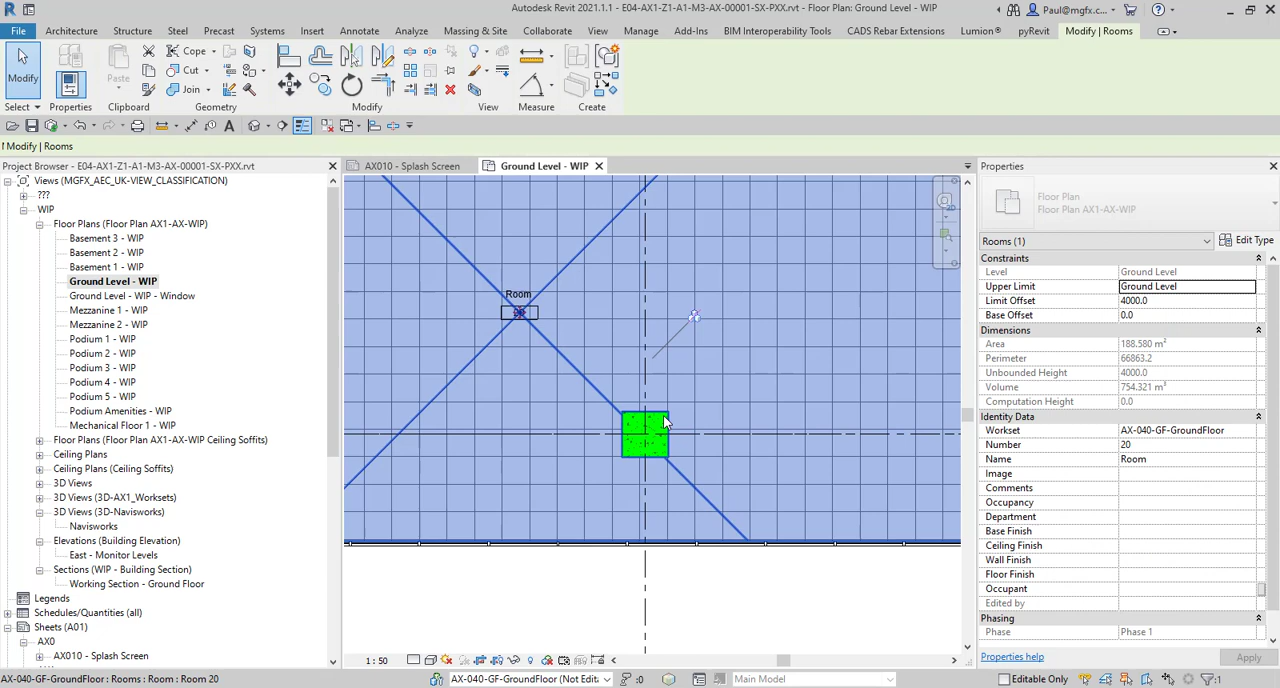 Autodesk Revit 2021.1.1 - E04-AX1-Z1-A1-M3-AX-00001-SX-PXX.rvt - Floor Plan: Ground Level - WIP
Paul@mgfx.c...
File Architecture Structure Steel Precast Systems Insert Annotate Analyze Massing & Site Collaborate View Manage Add-Ins BIM Interoperability Tools CADS Rebar Extensions Lumion® pyRevit Modify | Rooms
Modify
Paste
Cope
Cut
Join
Select Properties Clipboard Geometry Modify View Measure Create
Modify | Rooms
Project Browser - E04-AX1-Z1-A1-M3-AX-00001-SX-PXX.rvt
Views (MGFX_AEC_UK-VIEW_CLASSIFICATION)
???
WIP
Floor Plans (Floor Plan AX1-AX-WIP)
Basement 3 - WIP
Basement 2 - WIP
Basement 1 - WIP
Ground Level - WIP
Ground Level - WIP - Window
Mezzanine 1 - WIP
Mezzanine 2 - WIP
Podium 1 - WIP
Podium 2 - WIP
Podium 3 - WIP
Podium 4 - WIP
Podium 5 - WIP
Podium Amenities - WIP
Mechanical Floor 1 - WIP
Floor Plans (Floor Plan AX1-AX-WIP Ceiling Soffits)
Ceiling Plans
Ceiling Plans (Ceiling Soffits)
3D Views
3D Views (3D-AX1_Worksets)
3D Views (3D-Navisworks)
Navisworks
Elevations (Building Elevation)
East - Monitor Levels
Sections (WIP - Building Section)
Working Section - Ground Floor
Legends
Schedules/Quantities (all)
Sheets (A01)
AX0
AX010 - Splash Screen
AX010 - Splash Screen
Ground Level - WIP
Room
1 : 50
Properties
Floor Plan
Floor Plan AX1-AX-WIP
Rooms (1) Edit Type
Constraints
Level Ground Level
Upper Limit Ground Level
Limit Offset 4000.0
Base Offset 0.0
Dimensions
Area 188.580 m²
Perimeter 66863.2
Unbounded Height 4000.0
Volume 754.321 m³
Computation Height 0.0
Identity Data
Workset AX-040-GF-GroundFloor
Number 20
Name Room
Image
Comments
Occupancy
Department
Base Finish
Ceiling Finish
Wall Finish
Floor Finish
Occupant
Edited by
Phasing
Phase Phase 1
Properties help Apply
AX-040-GF-GroundFloor : Rooms : Room : Room 20
AX-040-GF-GroundFloor (Not Edit
:0
Main Model
Editable Only
:1